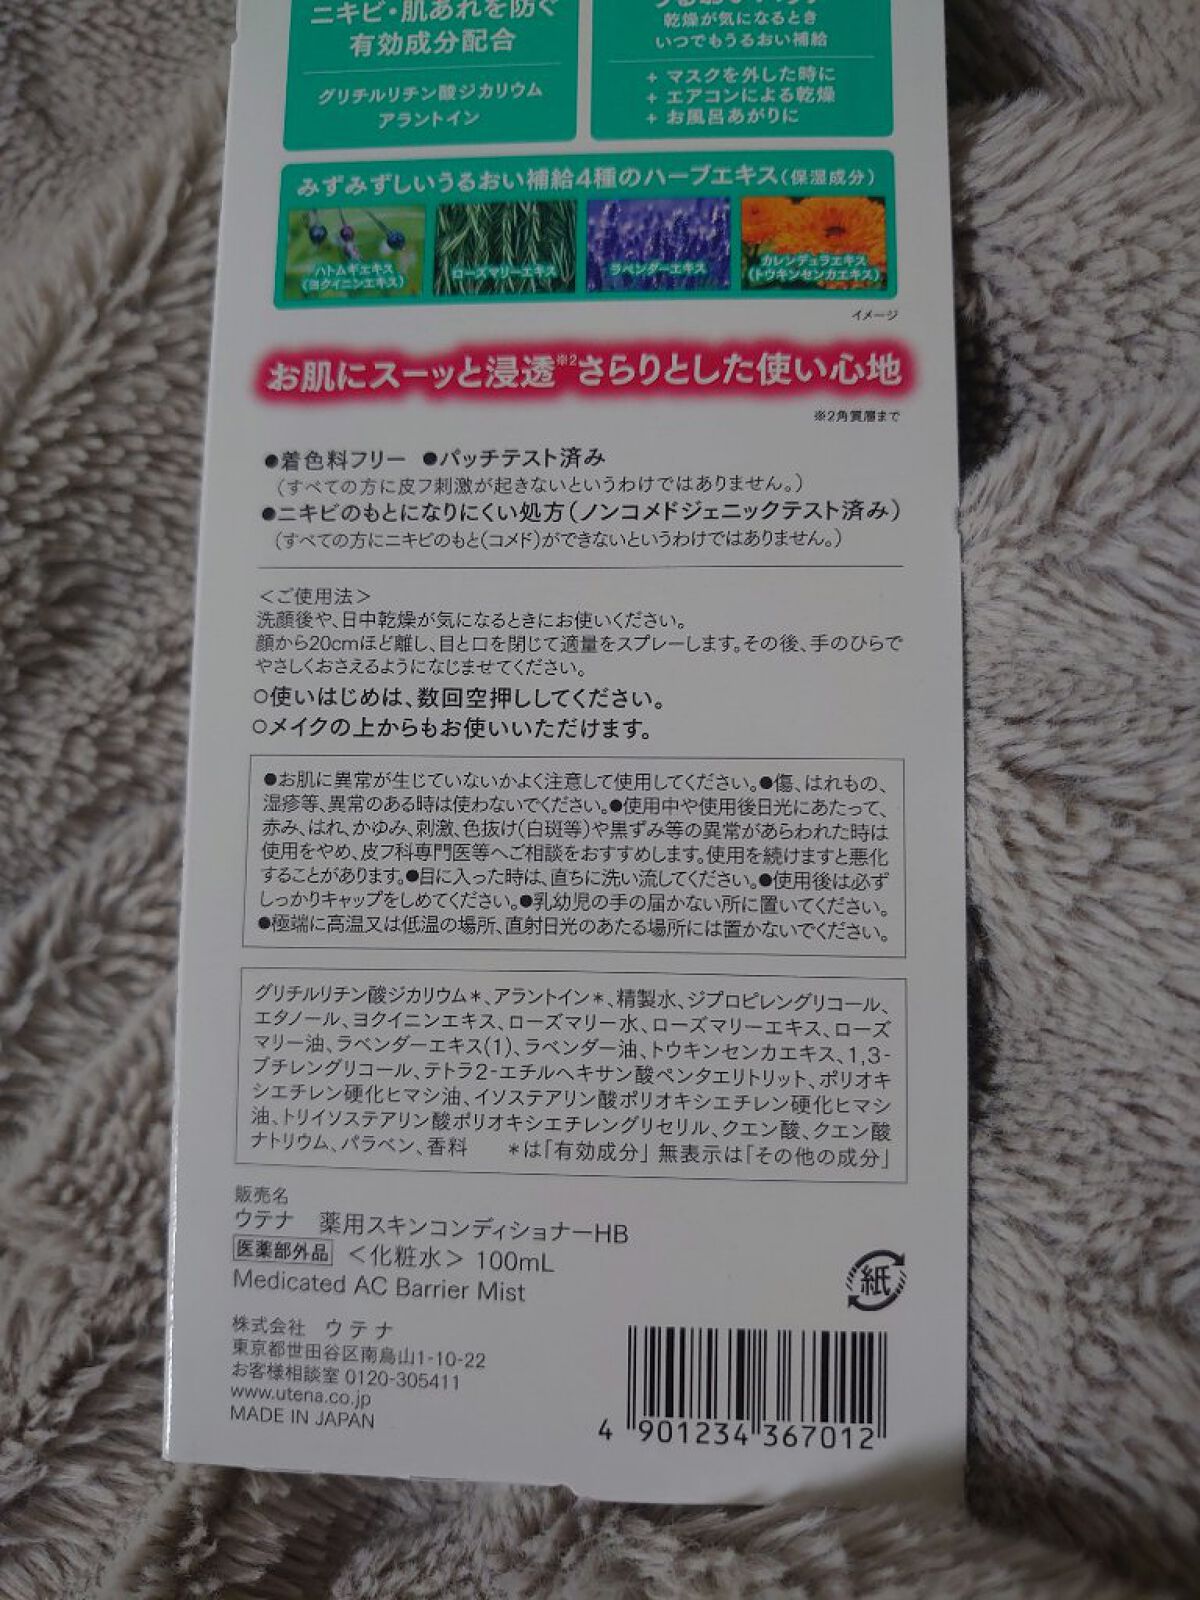 ニキビ・肌あれを防ぐ
有効成分配合
グリチルリチン酸ジカリウム
アラントイン
乾燥が気になるとき
いつでもうるおい補給
+ マスクを外した時に
+ エアコンによる乾燥
+ お風呂あがりに
みずみずしいうるおい補給4種のハーブエキス(保湿成分)
ハトムギエキス
(ヨクイニンエキス)
ローズマリーエキス
ラベンダーエキス
カレンデュラエキス
(トウキンセンカエキス)
イメージ
お肌にスーッと浸透※2さらりとした使い心地
※2角質層まで
●着色料フリー ●パッチテスト済み
(すべての方に皮フ刺激が起きないというわけではありません。)
●ニキビのもとになりにくい処方(ノンコメドジェニックテスト済み)
(すべての方にニキビのもと(コメド)ができないというわけではありません。)
<ご使用法>
洗顔後や、日中乾燥が気になるときにお使いください。
顔から20cmほど離し、目と口を閉じて適量をスプレーします。その後、手のひらで
やさしくおさえるようになじませてください。
○使いはじめは、数回空押ししてください。
○メイクの上からもお使いいただけます。
●お肌に異常が生じていないかよく注意して使用してください。●傷、はれもの、
湿疹等、異常のある時は使わないでください。●使用中や使用後日光にあたって、
赤み、はれ、かゆみ、刺激、色抜け(白斑等)や黒ずみ等の異常があらわれた時は
使用をやめ、皮フ科専門医等へご相談をおすすめします。使用を続けますと悪化
することがあります。●目に入った時は、直ちに洗い流してください。●使用後は必ず
しっかりキャップをしめてください。●乳幼児の手の届かない所に置いてください。
●極端に高温又は低温の場所、直射日光のあたる場所には置かないでください。
グリチルリチン酸ジカリウム*、アラントイン*、精製水、ジプロピレングリコール、
エタノール、ヨクイニンエキス、ローズマリー水、ローズマリーエキス、ローズ
マリー油、ラベンダーエキス(1)、ラベンダー油、トウキンセンカエキス、1,3-
ブチレングリコール、テトラ2-エチルヘキサン酸ペンタエリトリット、ポリオキ
シエチレン硬化ヒマシ油、イソステアリン酸ポリオキシエチレン硬化ヒマシ
油、トリイソステアリン酸ポリオキシエチレングリセリル、クエン酸、クエン酸
ナトリウム、パラベン、香料 *は「有効成分」 無表示は「その他の成分」
販売名
ウテナ 薬用スキンコンディショナーHB
医薬部外品 <化粧水> 100mL
Medicated AC Barrier Mist
紙
株式会社 ウテナ
東京都世田谷区南烏山1-10-22
お客様相談室 0120-305411
www.utena.co.jp
MADE IN JAPAN
4 901234 367012